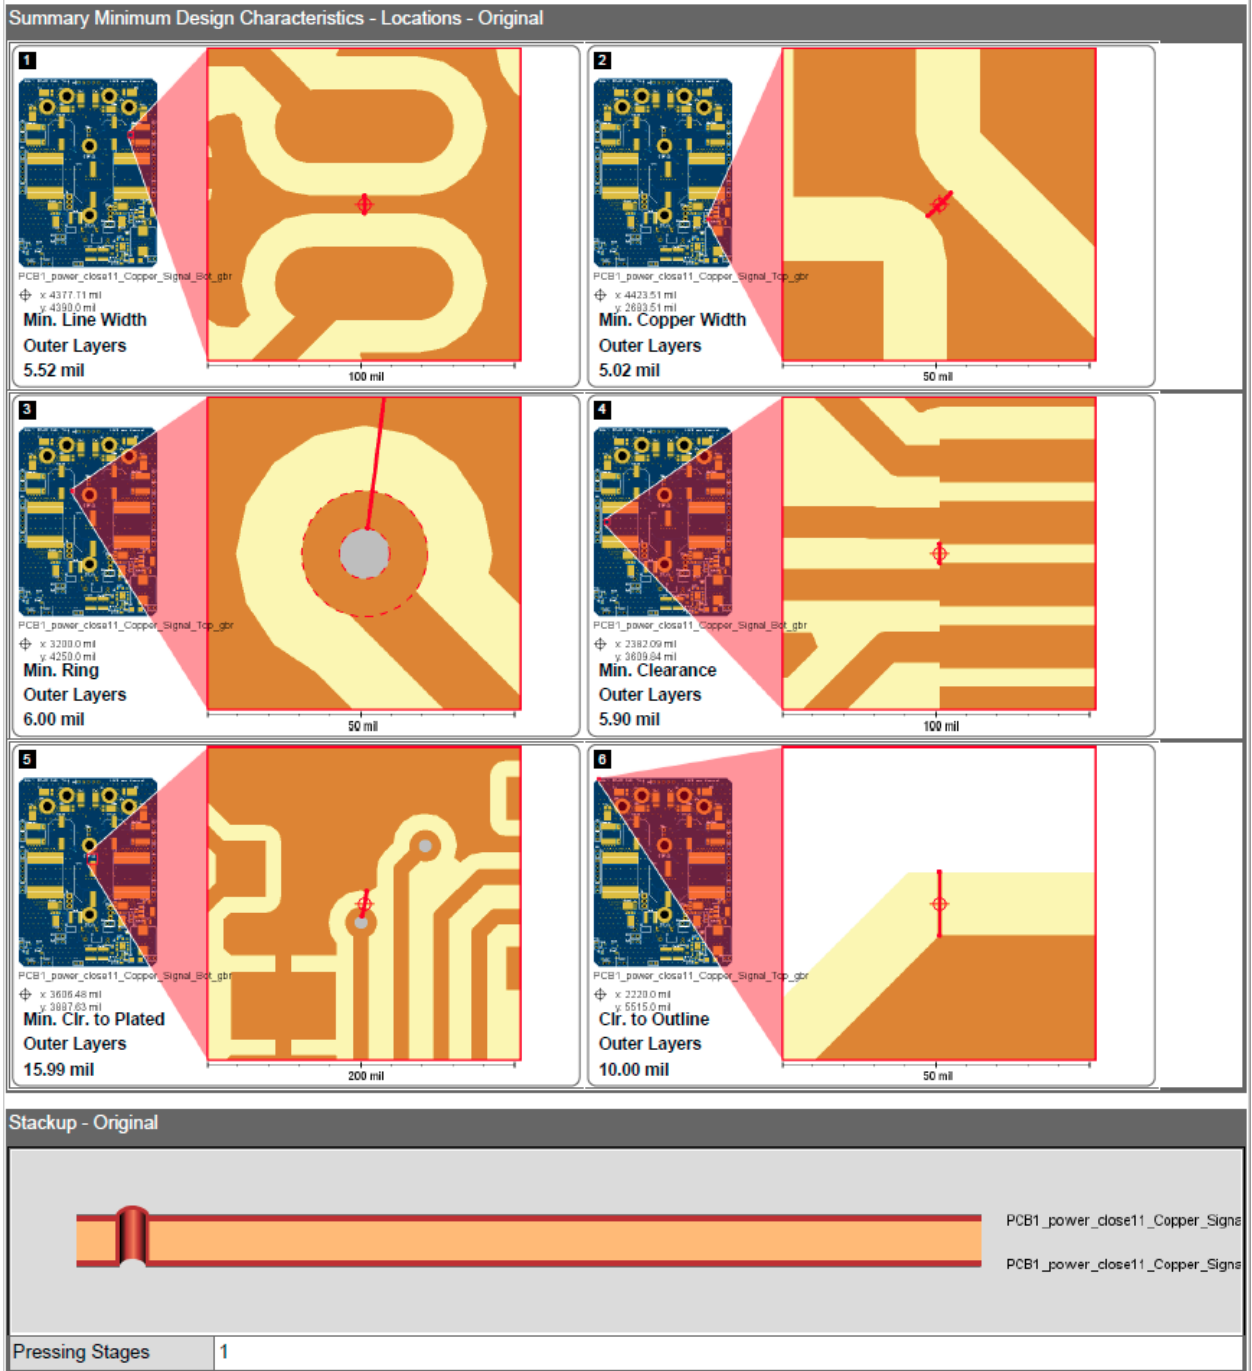 Summary Minimum Design Characteristics - Locations - Original
1
PCB1_power_close11_Copper_Signal_Bot_gbr
x: 4377.11 mil
y: 4390.0 mil
Min. Line Width
Outer Layers
5.52 mil
100 mil
2
PCB1_power_close11_Copper_Signal_Top_gbr
x: 4423.51 mil
y: 2683.51 mil
Min. Copper Width
Outer Layers
5.02 mil
50 mil
3
PCB1_power_close11_Copper_Signal_Top_gbr
x: 3200.0 mil
y: 4250.0 mil
Min. Ring
Outer Layers
6.00 mil
50 mil
4
PCB1_power_close11_Copper_Signal_Bot_gbr
x: 2382.09 mil
y: 3609.84 mil
Min. Clearance
Outer Layers
5.90 mil
100 mil
5
PCB1_power_close11_Copper_Signal_Bot_gbr
x: 3606.48 mil
y: 3887.63 mil
Min. Clr. to Plated
Outer Layers
15.99 mil
200 mil
6
PCB1_power_close11_Copper_Signal_Top_gbr
x: 2220.0 mil
y: 5515.0 mil
Clr. to Outline
Outer Layers
10.00 mil
50 mil
Stackup - Original
PCB1_power_close11_Copper_Signa
PCB1_power_close11_Copper_Signa
Pressing Stages 1